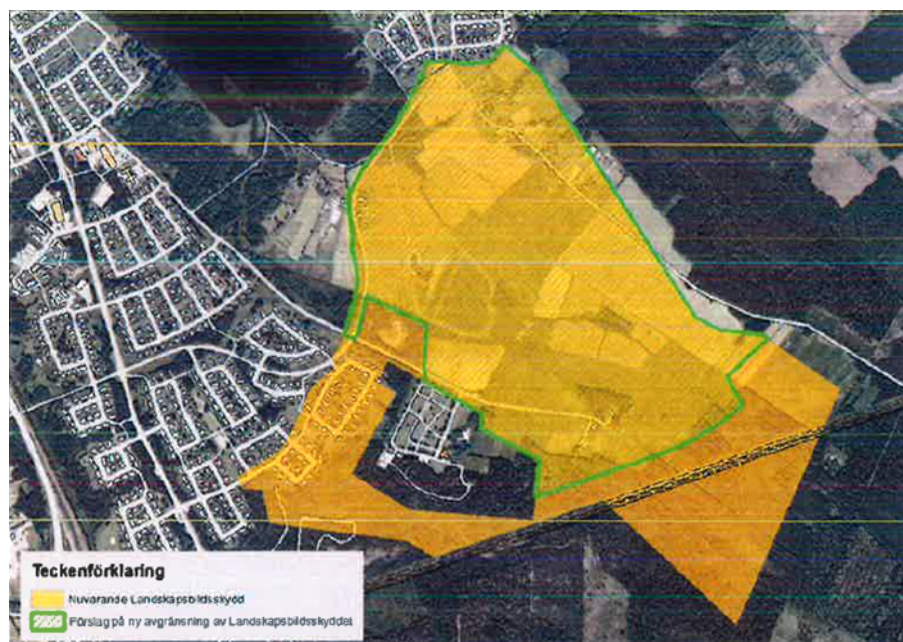 Teckenförklaring
Nuvarande Landskapsbildsskydd
Förslag på ny avgränsning av Landskapsbildsskyddet